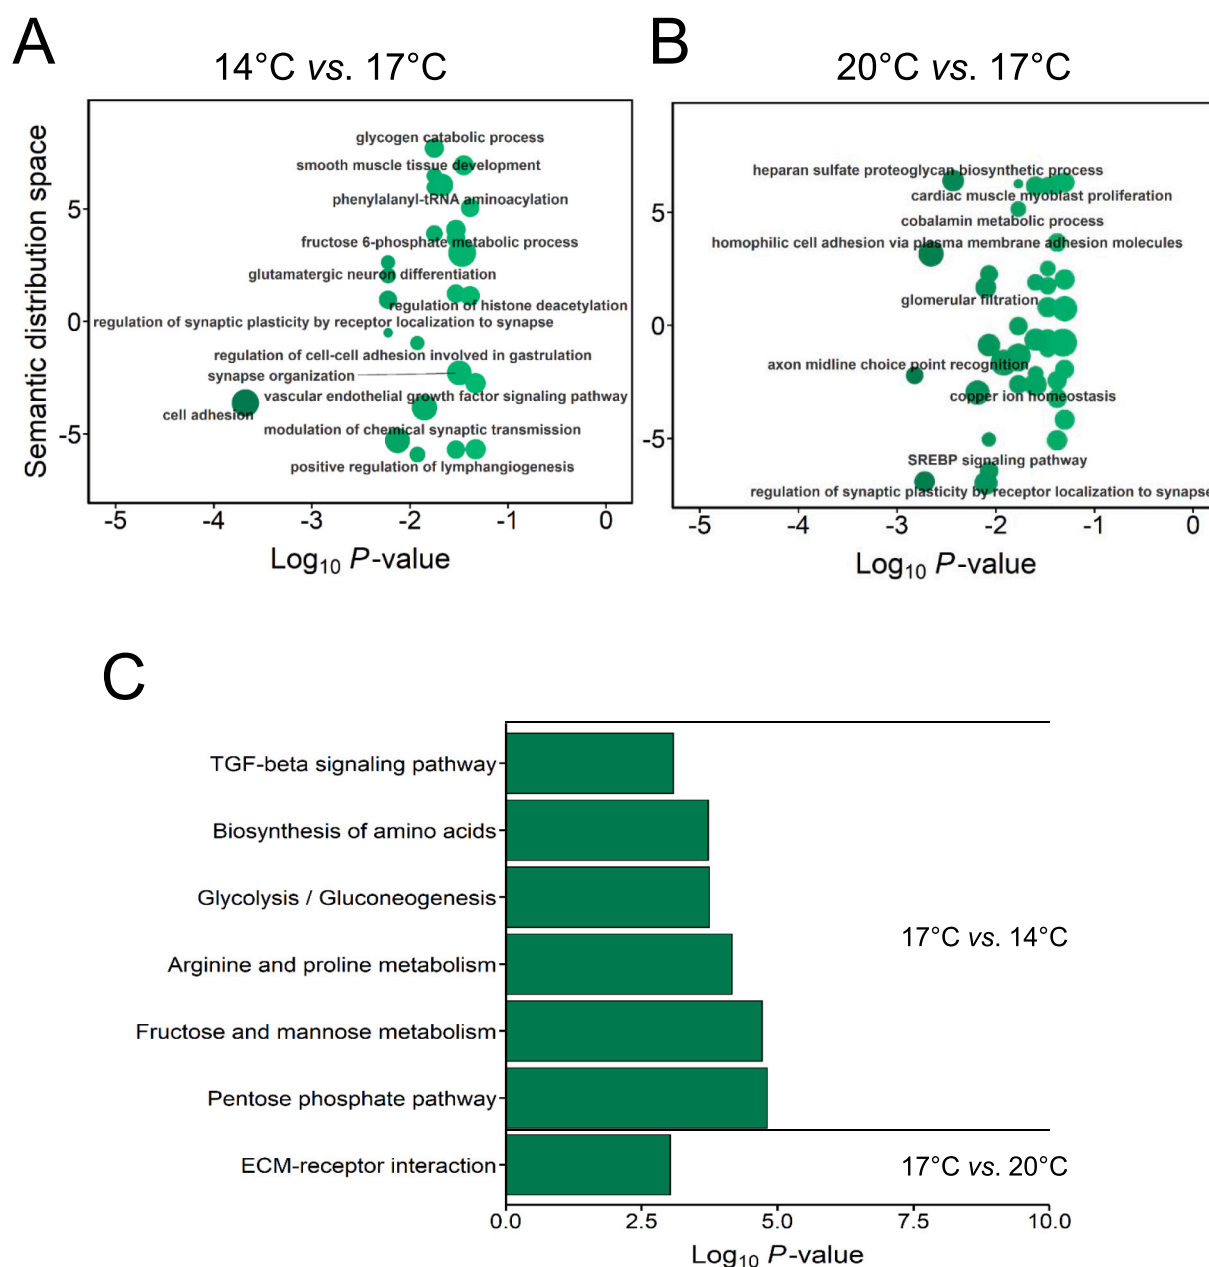 A
14°C vs. 17°C
Semantic distribution space
glycogen catabolic process
smooth muscle tissue development
phenylalanyl-tRNA aminoacylation
fructose 6-phosphate metabolic process
glutamatergic neuron differentiation
regulation of histone deacetylation
regulation of synaptic plasticity by receptor localization to synapse
regulation of cell-cell adhesion involved in gastrulation
synapse organization
vascular endothelial growth factor signaling pathway
cell adhesion
modulation of chemical synaptic transmission
positive regulation of lymphangiogenesis
5
0
-5
-5 -4 -3 -2 -1 0
Log10 P-value
B
20°C vs. 17°C
heparan sulfate proteoglycan biosynthetic process
cardiac muscle myoblast proliferation
cobalamin metabolic process
homophilic cell adhesion via plasma membrane adhesion molecules
glomerular filtration
axon midline choice point recognition
copper ion homeostasis
SREBP signaling pathway
regulation of synaptic plasticity by receptor localization to synapse
5
0
-5
-5 -4 -3 -2 -1 0
Log10 P-value
C
TGF-beta signaling pathway
Biosynthesis of amino acids
Glycolysis / Gluconeogenesis
Arginine and proline metabolism
Fructose and mannose metabolism
Pentose phosphate pathway
ECM-receptor interaction
17°C vs. 14°C
17°C vs. 20°C
0.0 2.5 5.0 7.5 10.0
Log10 P-value